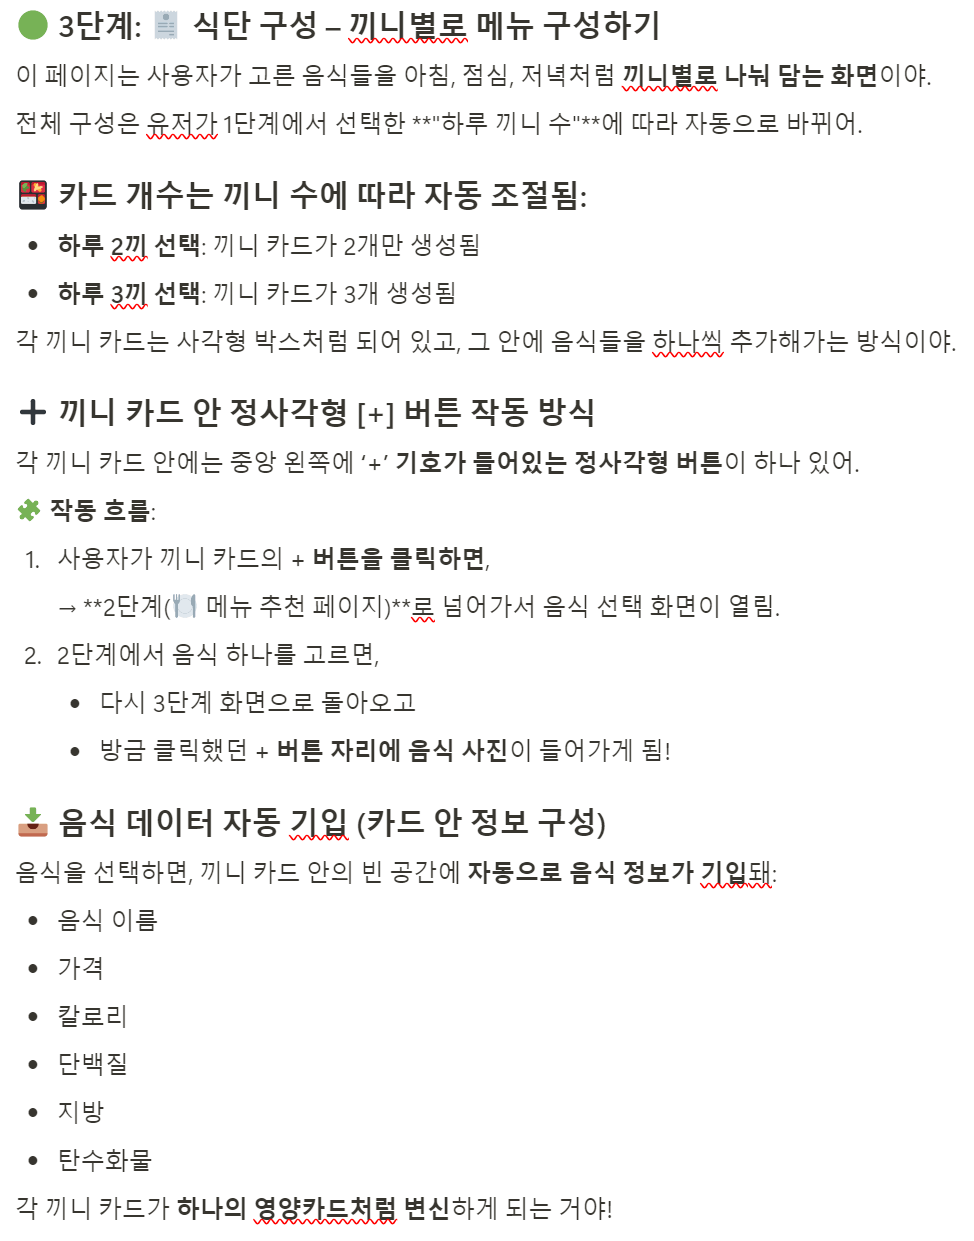 🟢 3단계: 🧾 식단 구성 – 끼니별로 메뉴 구성하기
이 페이지는 사용자가 고른 음식들을 아침, 점심, 저녁처럼 끼니별로 나눠 담는 화면이야.
전체 구성은 유저가 1단계에서 선택한 **"하루 끼니 수"**에 따라 자동으로 바뀌어.
🍱 카드 개수는 끼니 수에 따라 자동 조절됨:
• 하루 2끼 선택: 끼니 카드가 2개만 생성됨
• 하루 3끼 선택: 끼니 카드가 3개 생성됨
각 끼니 카드는 사각형 박스처럼 되어 있고, 그 안에 음식들을 하나씩 추가해가는 방식이야.
➕ 끼니 카드 안 정사각형 [+] 버튼 작동 방식
각 끼니 카드 안에는 중앙 왼쪽에 ‘+’ 기호가 들어있는 정사각형 버튼이 하나 있어.
🧩 작동 흐름:
1. 사용자가 끼니 카드의 + 버튼을 클릭하면,
→ **2단계(🍽 메뉴 추천 페이지)**로 넘어가서 음식 선택 화면이 열림.
2. 2단계에서 음식 하나를 고르면,
• 다시 3단계 화면으로 돌아오고
• 방금 클릭했던 + 버튼 자리에 음식 사진이 들어가게 됨!
📥 음식 데이터 자동 기입 (카드 안 정보 구성)
음식을 선택하면, 끼니 카드 안의 빈 공간에 자동으로 음식 정보가 기입돼:
• 음식 이름
• 가격
• 칼로리
• 단백질
• 지방
• 탄수화물
각 끼니 카드가 하나의 영양카드처럼 변신하게 되는 거야!